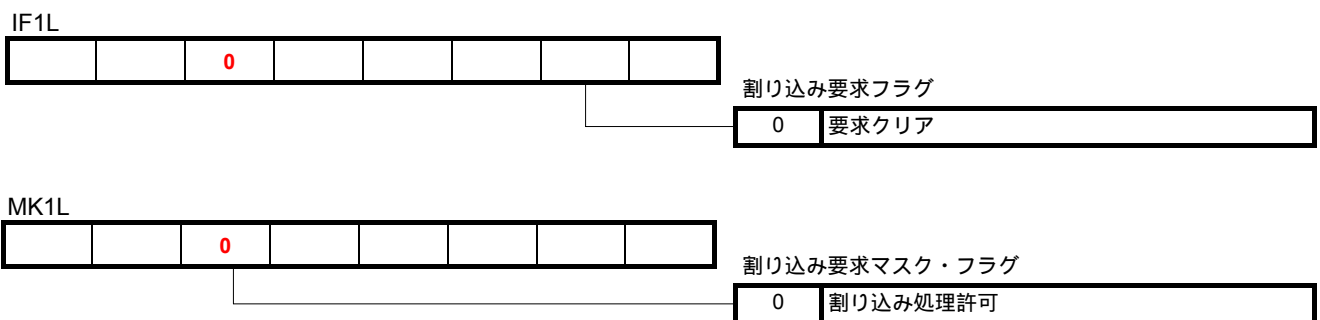 IF1L
0
割り込み要求フラグ
0 要求クリア
MK1L
0
割り込み要求マスク・フラグ
0 割り込み処理許可